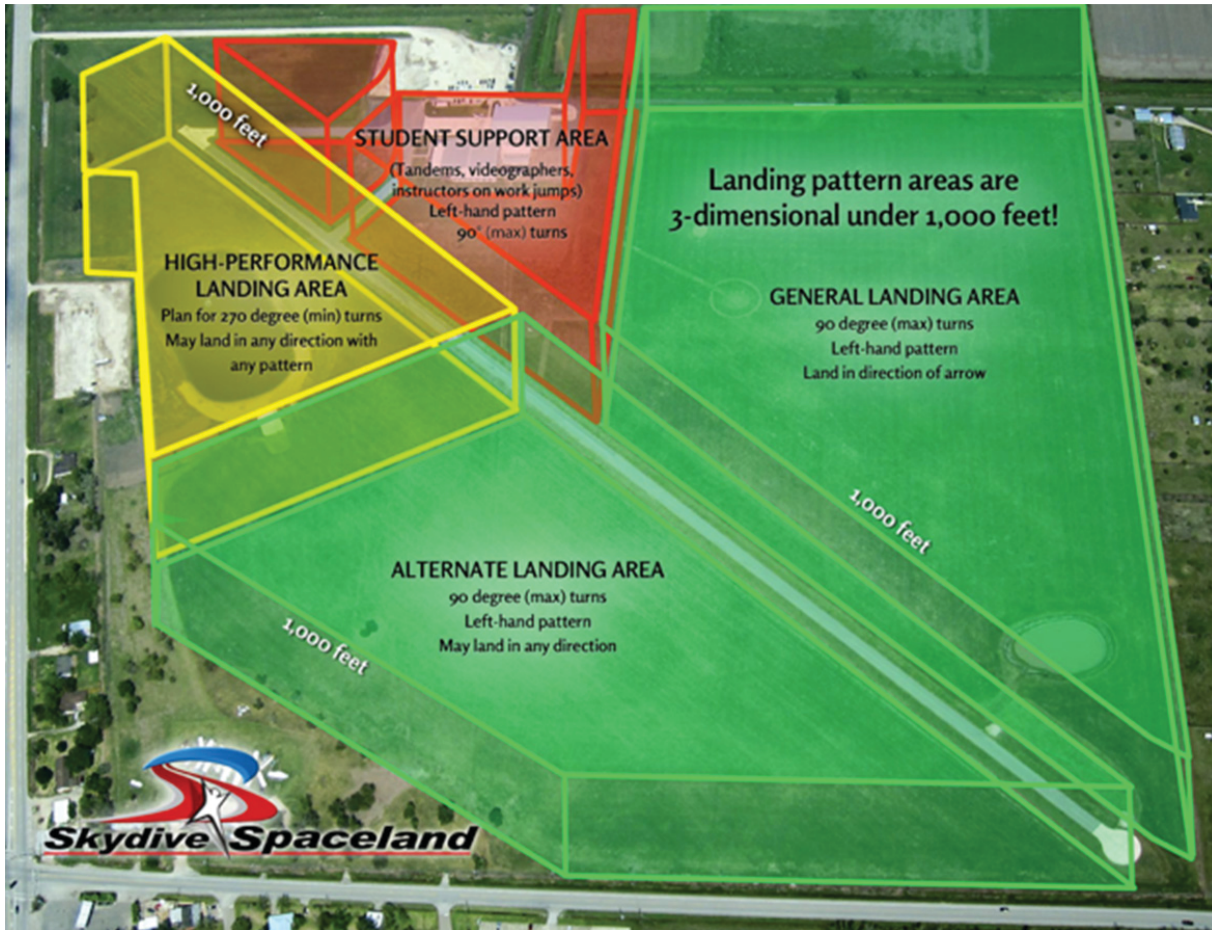 1,000 feet
STUDENT SUPPORT AREA
(Tandems, videographers,
instructors on work jumps)
Left-hand pattern
90° (max) turns
Landing pattern areas are
3-dimensional under 1,000 feet!
HIGH-PERFORMANCE
LANDING AREA
Plan for 270 degree (min) turns
May land in any direction with
any pattern
GENERAL LANDING AREA
90 degree (max) turns
Left-hand pattern
Land in direction of arrow
1,000 feet
ALTERNATE LANDING AREA
90 degree (max) turns
Left-hand pattern
May land in any direction
1,000 feet
Skydive Spaceland